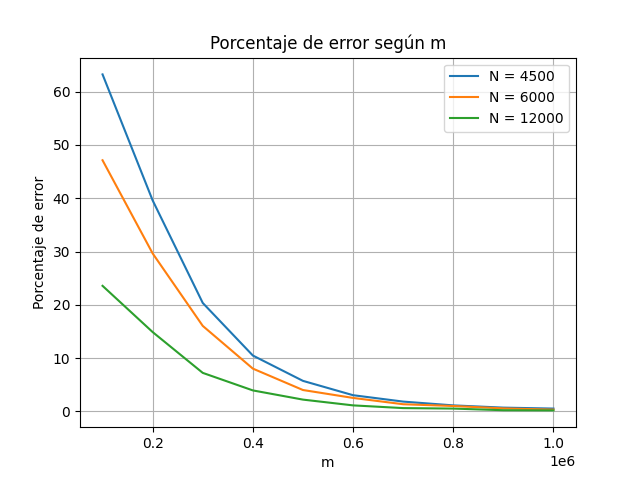 Porcentaje de error según m
N = 4500
N = 6000
N = 12000
Porcentaje de error
60
50
40
30
20
10
0
0.2 0.4 0.6 0.8 1.0
1e6
m